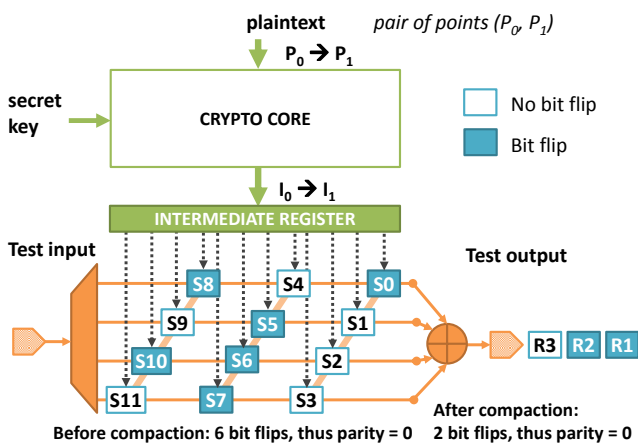 plaintext
pair of points (P0, P1)
P0 → P1
secret
key
CRYPTO CORE
No bit flip
Bit flip
I0 → I1
INTERMEDIATE REGISTER
Test input
Test output
S8 S4 S0
S9 S5 S1
S10 S6 S2
S11 S7 S3
R3 R2 R1
Before compaction: 6 bit flips, thus parity = 0
After compaction:
2 bit flips, thus parity = 0